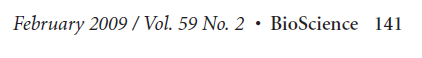 February 2009 / Vol. 59 No. 2 • BioScience 141